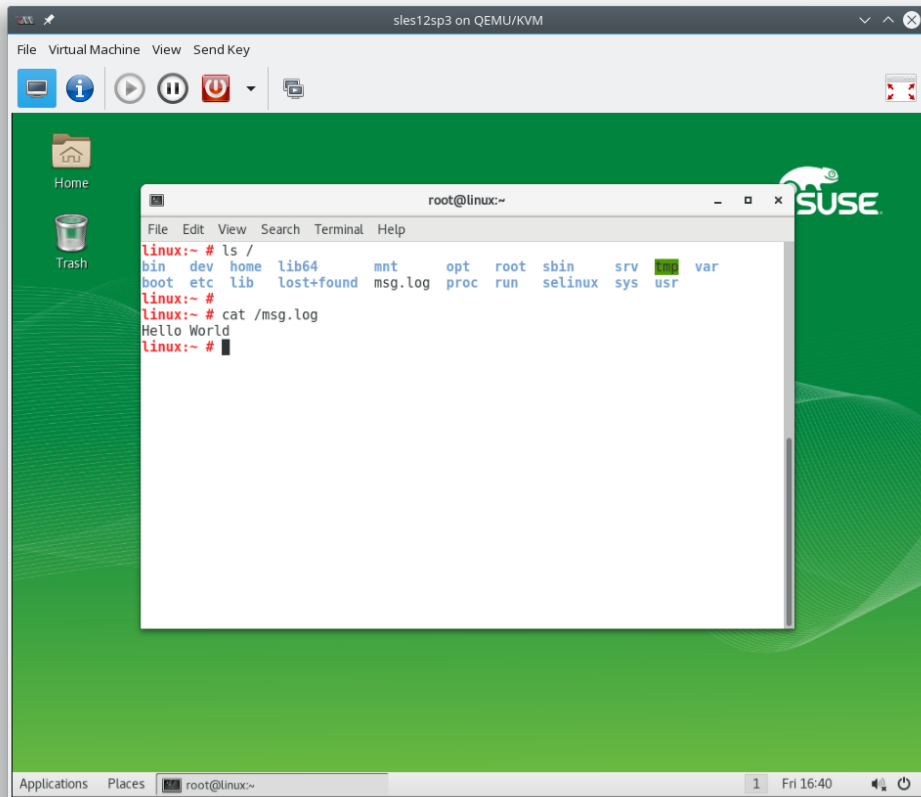 sles12sp3 on QEMU/KVM
File Virtual Machine View Send Key
Home
Trash
SUSE
root@linux:~
File Edit View Search Terminal Help
linux:~ # ls /
bin dev home lib64 mnt opt root sbin srv tmp var
boot etc lib lost+found msg.log proc run selinux sys usr
linux:~ #
linux:~ # cat /msg.log
Hello World
linux:~ #
Applications Places root@linux:~ 1 Fri 16:40